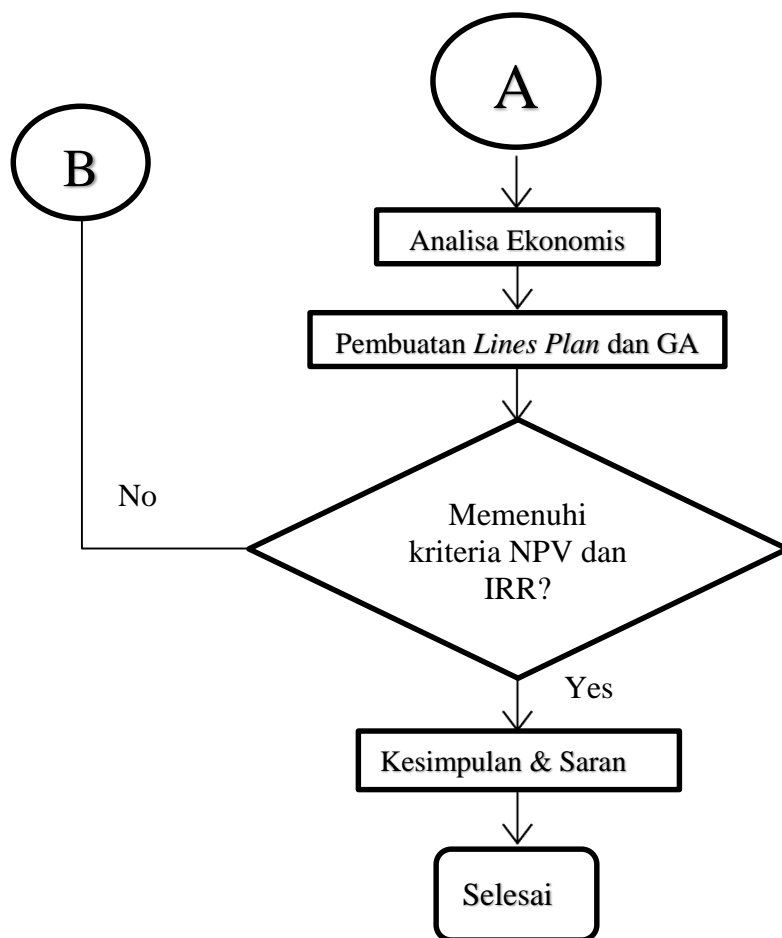 A
B
Analisa Ekonomis
Pembuatan Lines Plan dan GA
No
Memenuhi
kriteria NPV dan
IRR?
Yes
Kesimpulan & Saran
Selesai